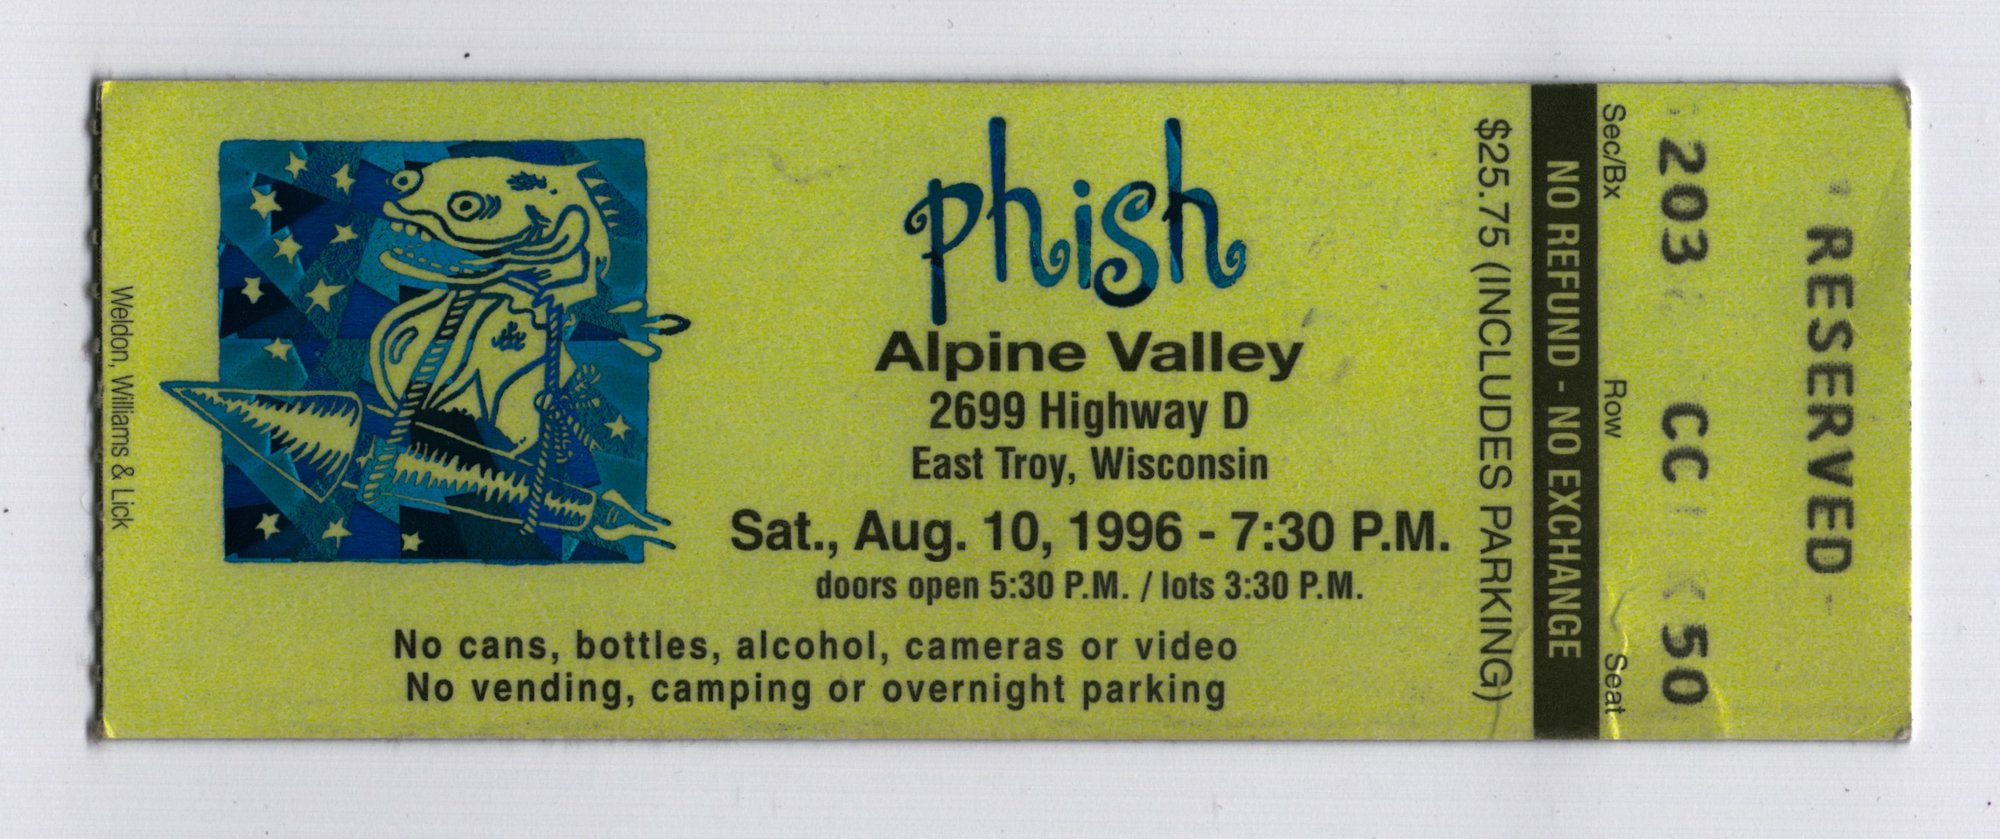 Weldon, Williams & Lick
phish
Alpine Valley
2699 Highway D
East Troy, Wisconsin
Sat., Aug. 10, 1996 - 7:30 P.M.
doors open 5:30 P.M. / lots 3:30 P.M.
No cans, bottles, alcohol, cameras or video
No vending, camping or overnight parking
$25.75 (INCLUDES PARKING)
NO REFUND - NO EXCHANGE
Sec/Bx Row Seat
203 CC 50
RESERVED